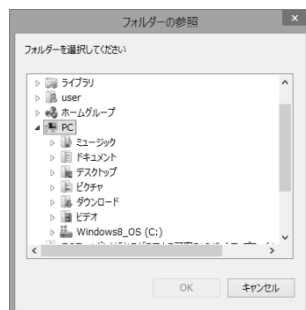 フォルダーの参照
×
フォルダーを選択してください
ライブラリ
user
ホームグループ
PC
ミュージック
ドキュメント
デスクトップ
ピクチャ
ダウンロード
ビデオ
Windows8_OS (C:)
OK
キャンセル